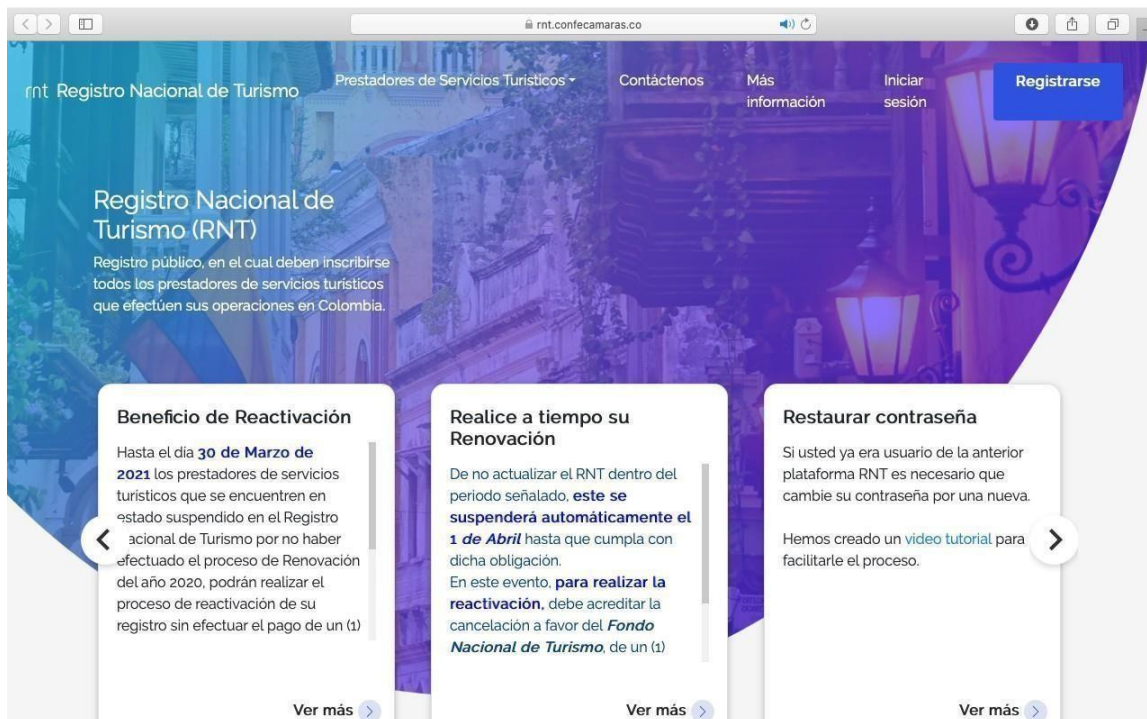 rnt.confecamaras.co
rnt Registro Nacional de Turismo
Prestadores de Servicios Turísticos
Contáctenos
Más
información
Iniciar
sesión
Registrarse
Registro Nacional de
Turismo (RNT)
Registro público, en el cual deben inscribirse
todos los prestadores de servicios turísticos
que efectúen sus operaciones en Colombia.
Beneficio de Reactivación
Hasta el día 30 de Marzo de
2021 los prestadores de servicios
turísticos que se encuentren en
estado suspendido en el Registro
acional de Turismo por no haber
efectuado el proceso de Renovación
del año 2020, podrán realizar el
proceso de reactivación de su
registro sin efectuar el pago de un (1)
Ver más
Realice a tiempo su
Renovación
De no actualizar el RNT dentro del
periodo señalado, este se
suspenderá automáticamente el
1 de Abril hasta que cumpla con
dicha obligación.
En este evento, para realizar la
reactivación, debe acreditar la
cancelación a favor del Fondo
Nacional de Turismo, de un (1)
Ver más
Restaurar contraseña
Si usted ya era usuario de la anterior
plataforma RNT es necesario que
cambie su contraseña por una nueva.
Hemos creado un video tutorial para
facilitarle el proceso.
Ver más